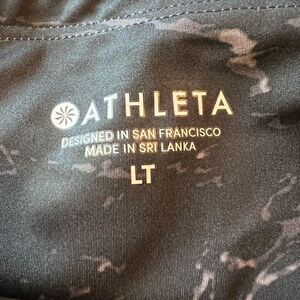 ATHLETA
DESIGNED IN SAN FRANCISCO
MADE IN SRI LANKA
LT